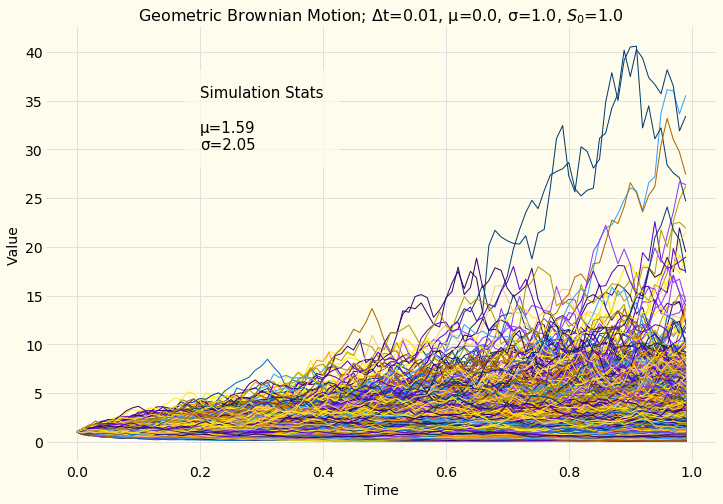 Geometric Brownian Motion; Δt=0.01, μ=0.0, σ=1.0, S₀=1.0
Simulation Stats
μ=1.59
σ=2.05
Value
40
35
30
25
20
15
10
5
0
0.0 0.2 0.4 0.6 0.8 1.0
Time